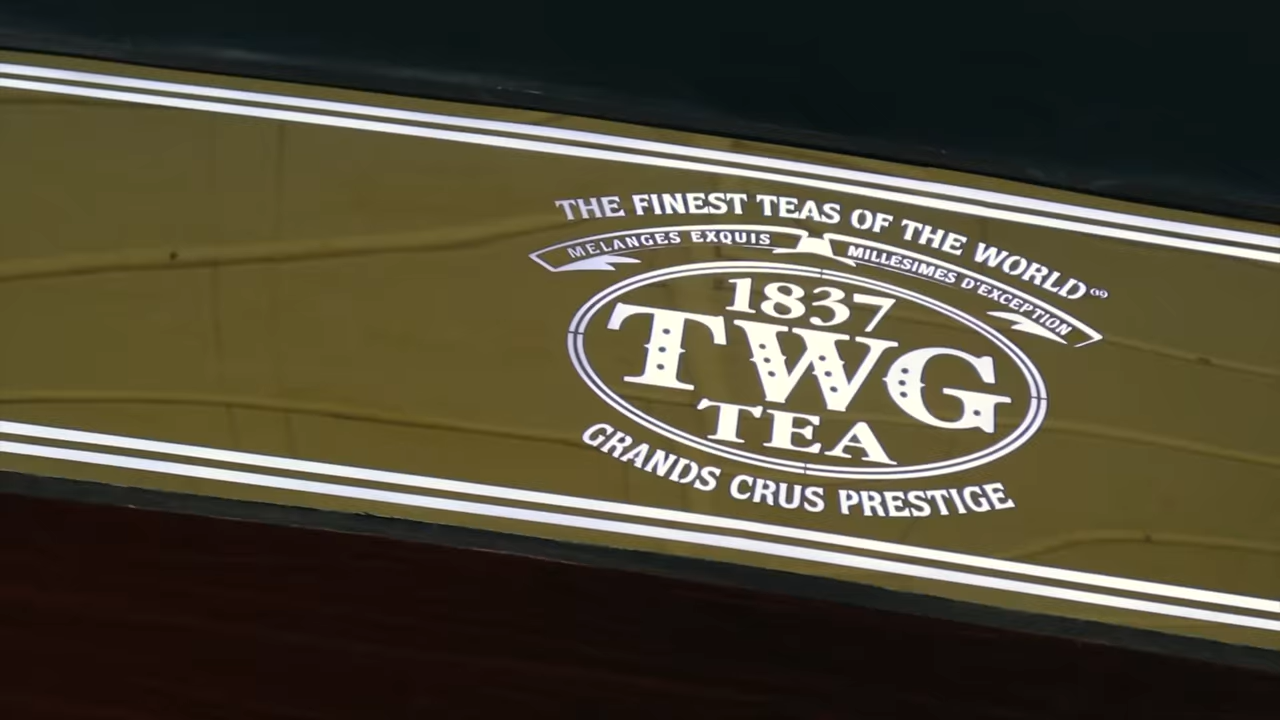 THE FINEST TEAS OF THE WORLD
MELANGES EXQUIS MILLESIMES D'EXCEPTION
1837
TWG
TEA
GRANDS CRUS PRESTIGE